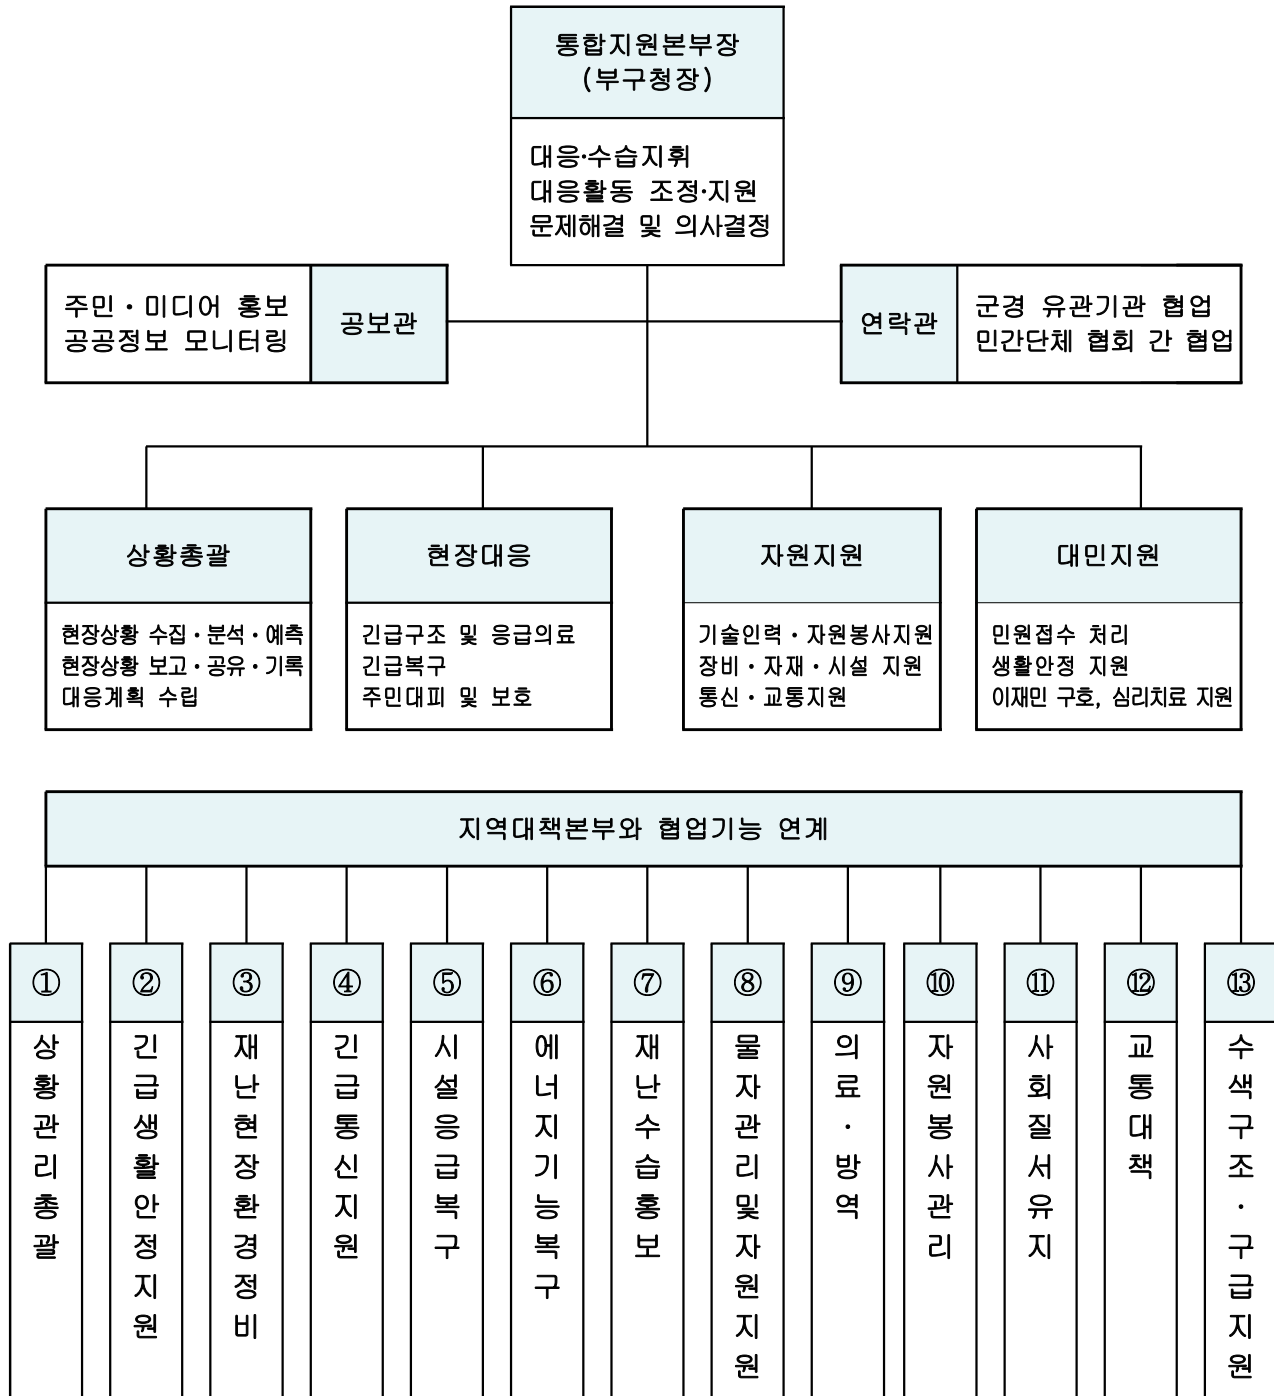 통합지원본부장
(부구청장)
대응·수습지휘
대응활동 조정·지원
문제해결 및 의사결정
주민·미디어 홍보
공공정보 모니터링
공보관
연락관
군경 유관기관 협업
민간단체 협회 간 협업
상황총괄
현장상황 수집·분석·예측
현장상황 보고·공유·기록
대응계획 수립
현장대응
긴급구조 및 응급의료
긴급복구
주민대피 및 보호
자원지원
기술인력·자원봉사지원
장비·자재·시설 지원
통신·교통지원
대민지원
민원접수 처리
생활안정 지원
이재민 구호, 심리치료 지원
지역대책본부와 협업기능 연계
①
상황관리총괄
②
긴급생활안정지원
③
재난현장환경정비
④
긴급통신지원
⑤
시설응급복구
⑥
에너지기능복구
⑦
재난수습홍보
⑧
물자관리및자원지원
⑨
의료·방역
⑩
자원봉사관리
⑪
사회질서유지
⑫
교통대책
⑬
수색구조·구급지원